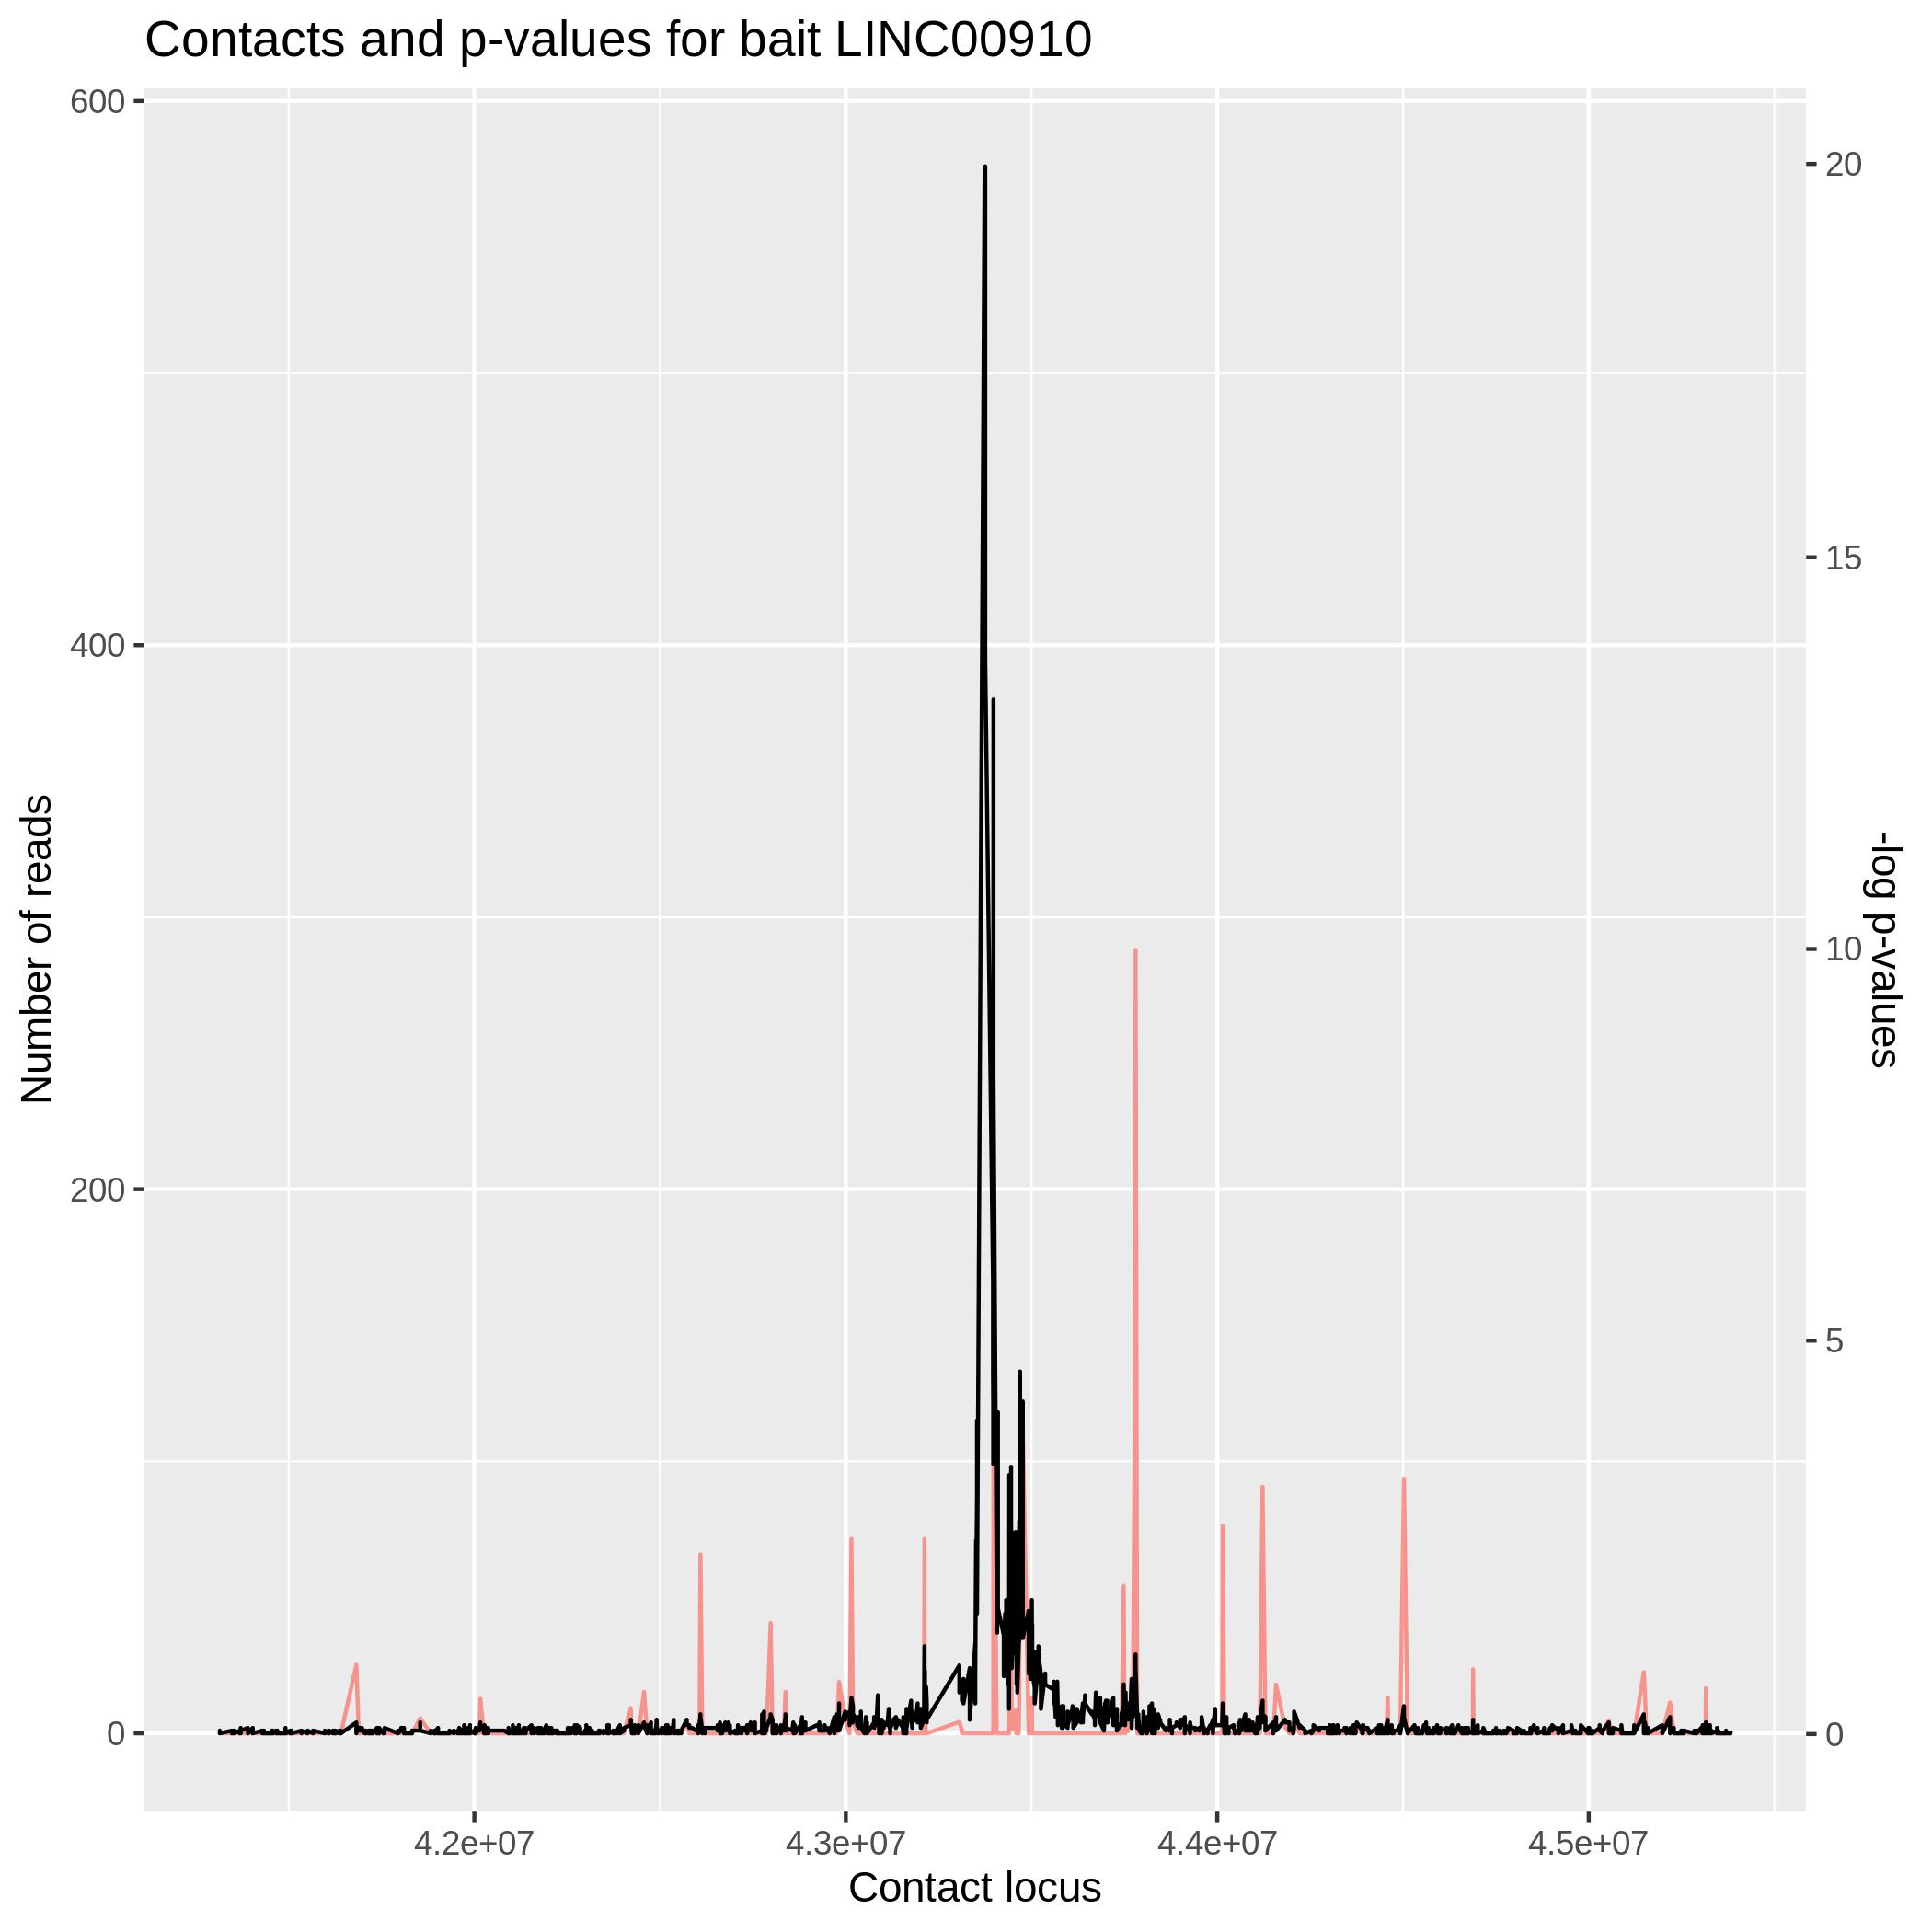 Contacts and p-values for bait LINC00910
600
400
200
0
Number of reads
20
15
10
5
0
-log p-values
4.2e+07
4.3e+07
4.4e+07
4.5e+07
Contact locus